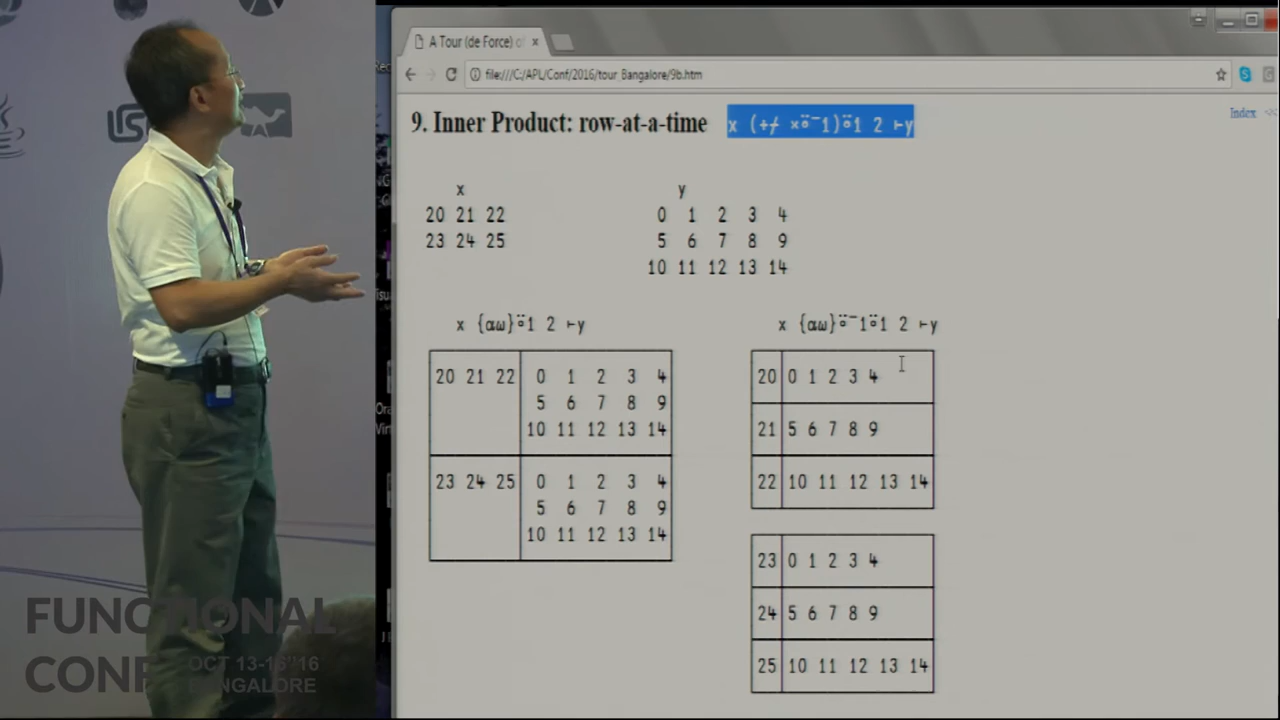 A Tour (de Force) of
file:///C:/APL/Conf/2016/tour Bangalore/9b.htm
9. Inner Product: row-at-a-time x (+⌿ ×⍤¯1)⍤1 2 ⊢y
Index <<
x
20 21 22
23 24 25
y
0 1 2 3 4
5 6 7 8 9
10 11 12 13 14
x {⍺⍵}⍤1 2 ⊢y
20 21 22 0 1 2 3 4
5 6 7 8 9
10 11 12 13 14
23 24 25 0 1 2 3 4
5 6 7 8 9
10 11 12 13 14
x {⍺⍵}⍤¯1⍤1 2 ⊢y
20 0 1 2 3 4
21 5 6 7 8 9
22 10 11 12 13 14
23 0 1 2 3 4
24 5 6 7 8 9
25 10 11 12 13 14
FUNCTIONAL
CONF OCT 13-16"16
BANGALORE